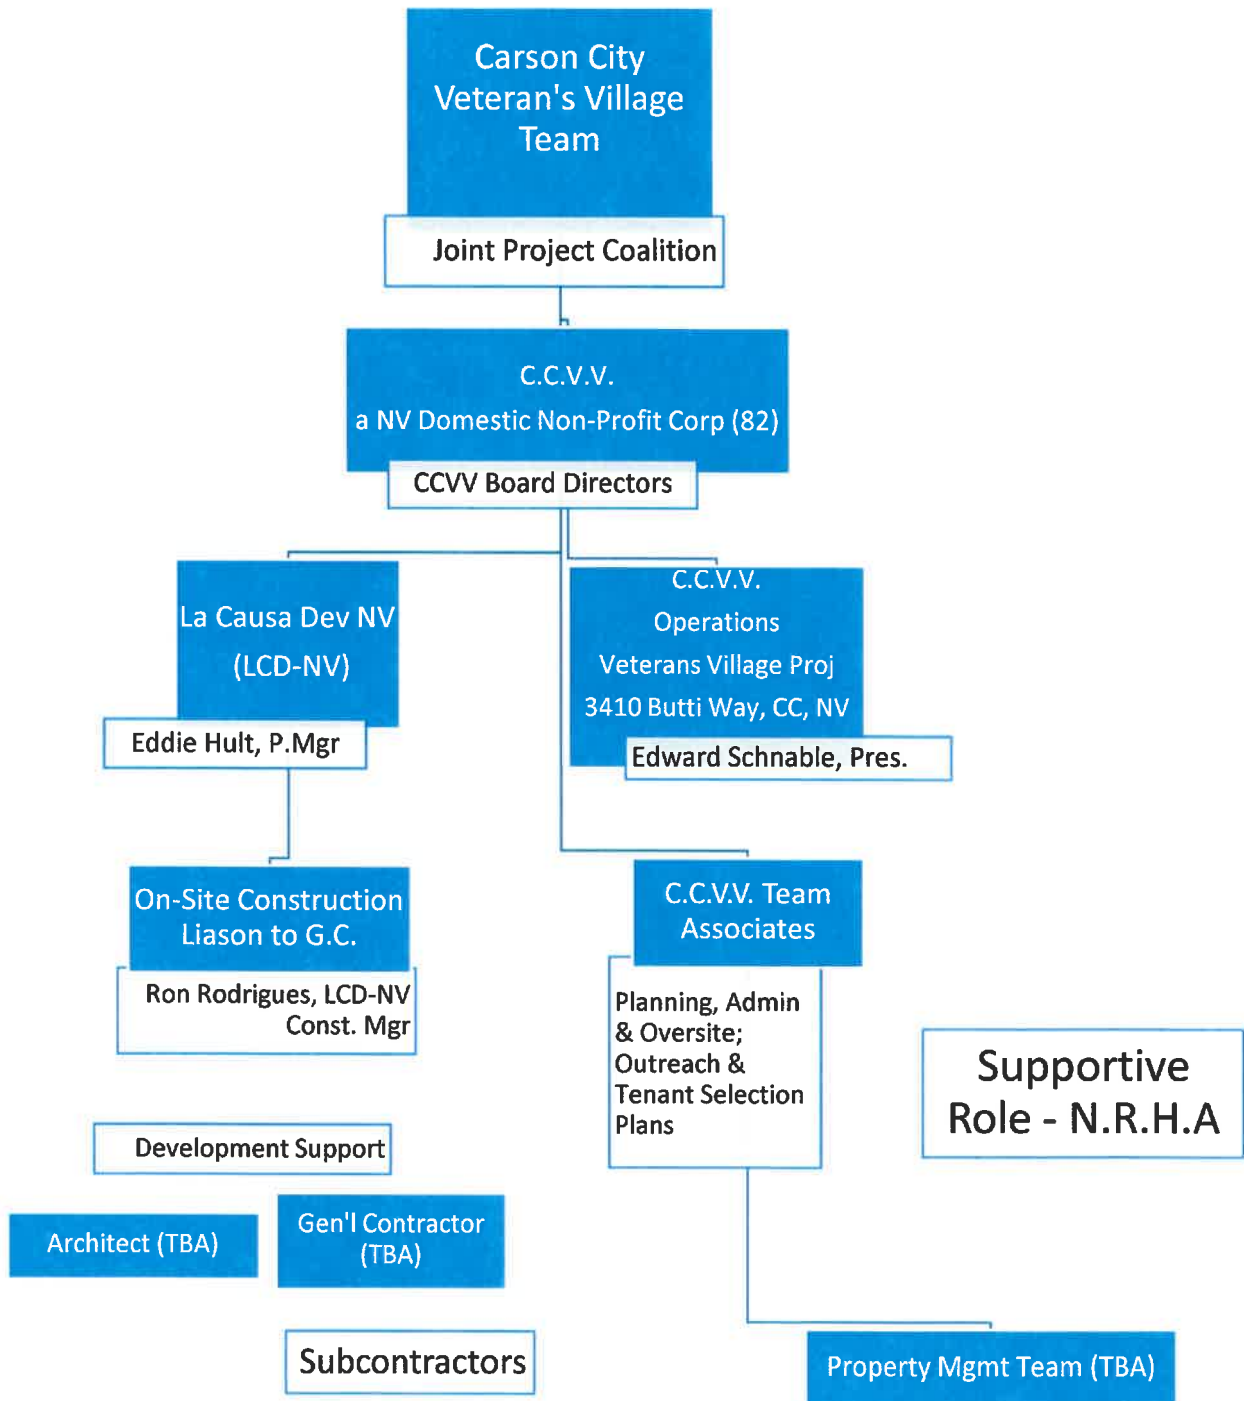 Carson City
Veteran's Village
Team
Joint Project Coalition
C.C.V.V.
a NV Domestic Non-Profit Corp (82)
CCVV Board Directors
La Causa Dev NV
(LCD-NV)
Eddie Hult, P.Mgr
C.C.V.V.
Operations
Veterans Village Proj
3410 Butti Way, CC, NV
Edward Schnable, Pres.
On-Site Construction
Liason to G.C.
Ron Rodrigues, LCD-NV
Const. Mgr
C.C.V.V. Team
Associates
Planning, Admin
& Oversite;
Outreach &
Tenant Selection
Plans
Supportive
Role - N.R.H.A
Development Support
Architect (TBA)
Gen'l Contractor
(TBA)
Subcontractors
Property Mgmt Team (TBA)